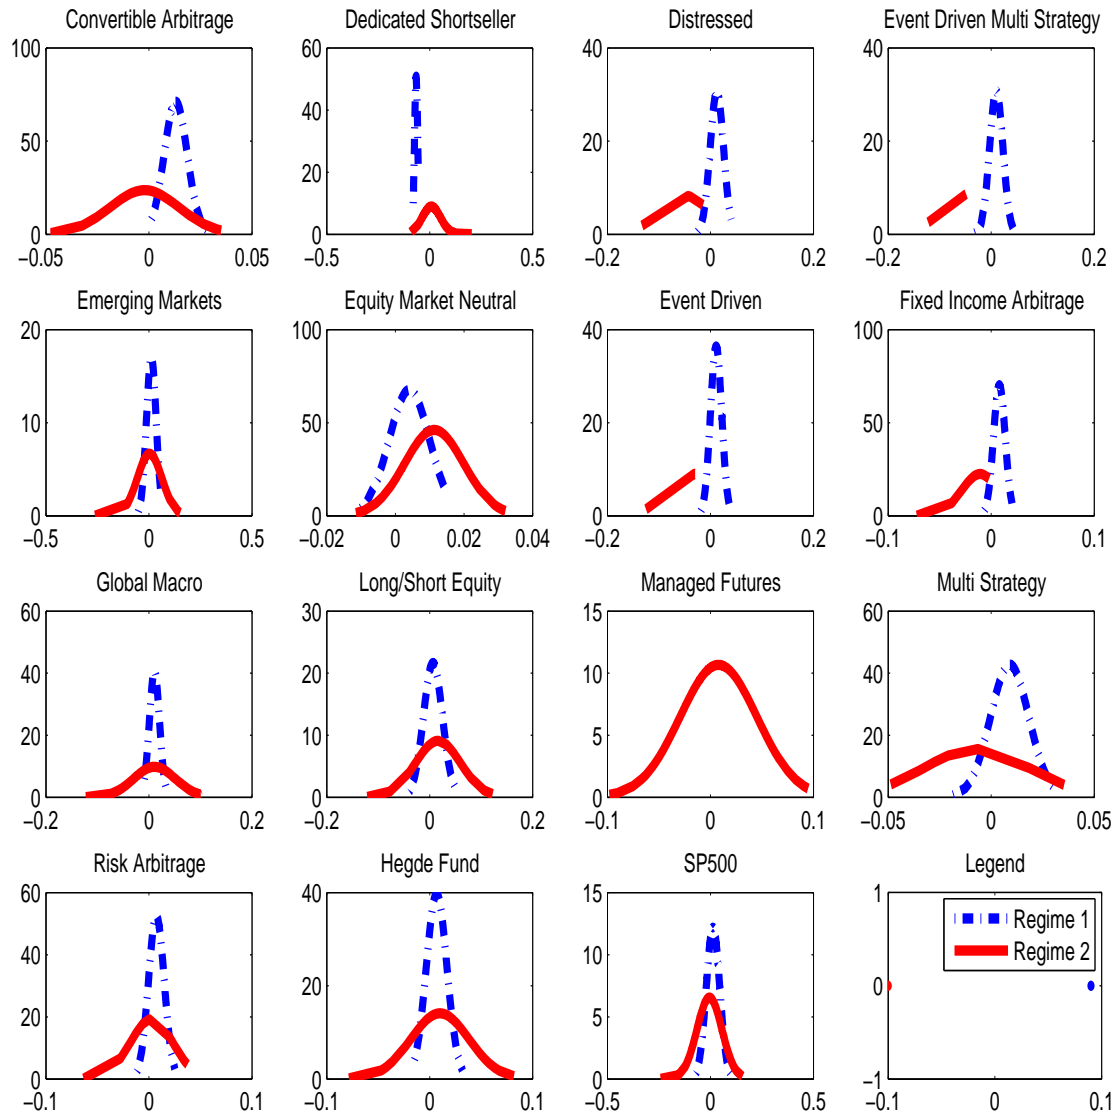 Convertible Arbitrage Dedicated Shortseller Distressed Event Driven Multi Strategy
100 60 40 40
50 40 20 20
20
0 0 0 0
−0.05 0 0.05 −0.5 0 0.5 −0.2 0 0.2 −0.2 0 0.2
Emerging Markets Equity Market Neutral Event Driven Fixed Income Arbitrage
20 100 40 100
10 50 20 50
0 0 0 0
−0.5 0 0.5 −0.02 0 0.02 0.04 −0.2 0 0.2 −0.1 0 0.1
Global Macro Long/Short Equity Managed Futures Multi Strategy
60 30 15 60
40 20 10 40
20 10 5 20
0 0 0 0
−0.2 0 0.2 −0.2 0 0.2 −0.1 0 0.1 −0.05 0 0.05
Risk Arbitrage Hegde Fund SP500 Legend
60 40 15 1
Regime 1
Regime 2
40 20 10 0
20 5
0 0 0 −1
−0.1 0 0.1 −0.1 0 0.1 −0.5 0 0.5 −0.1 0 0.1